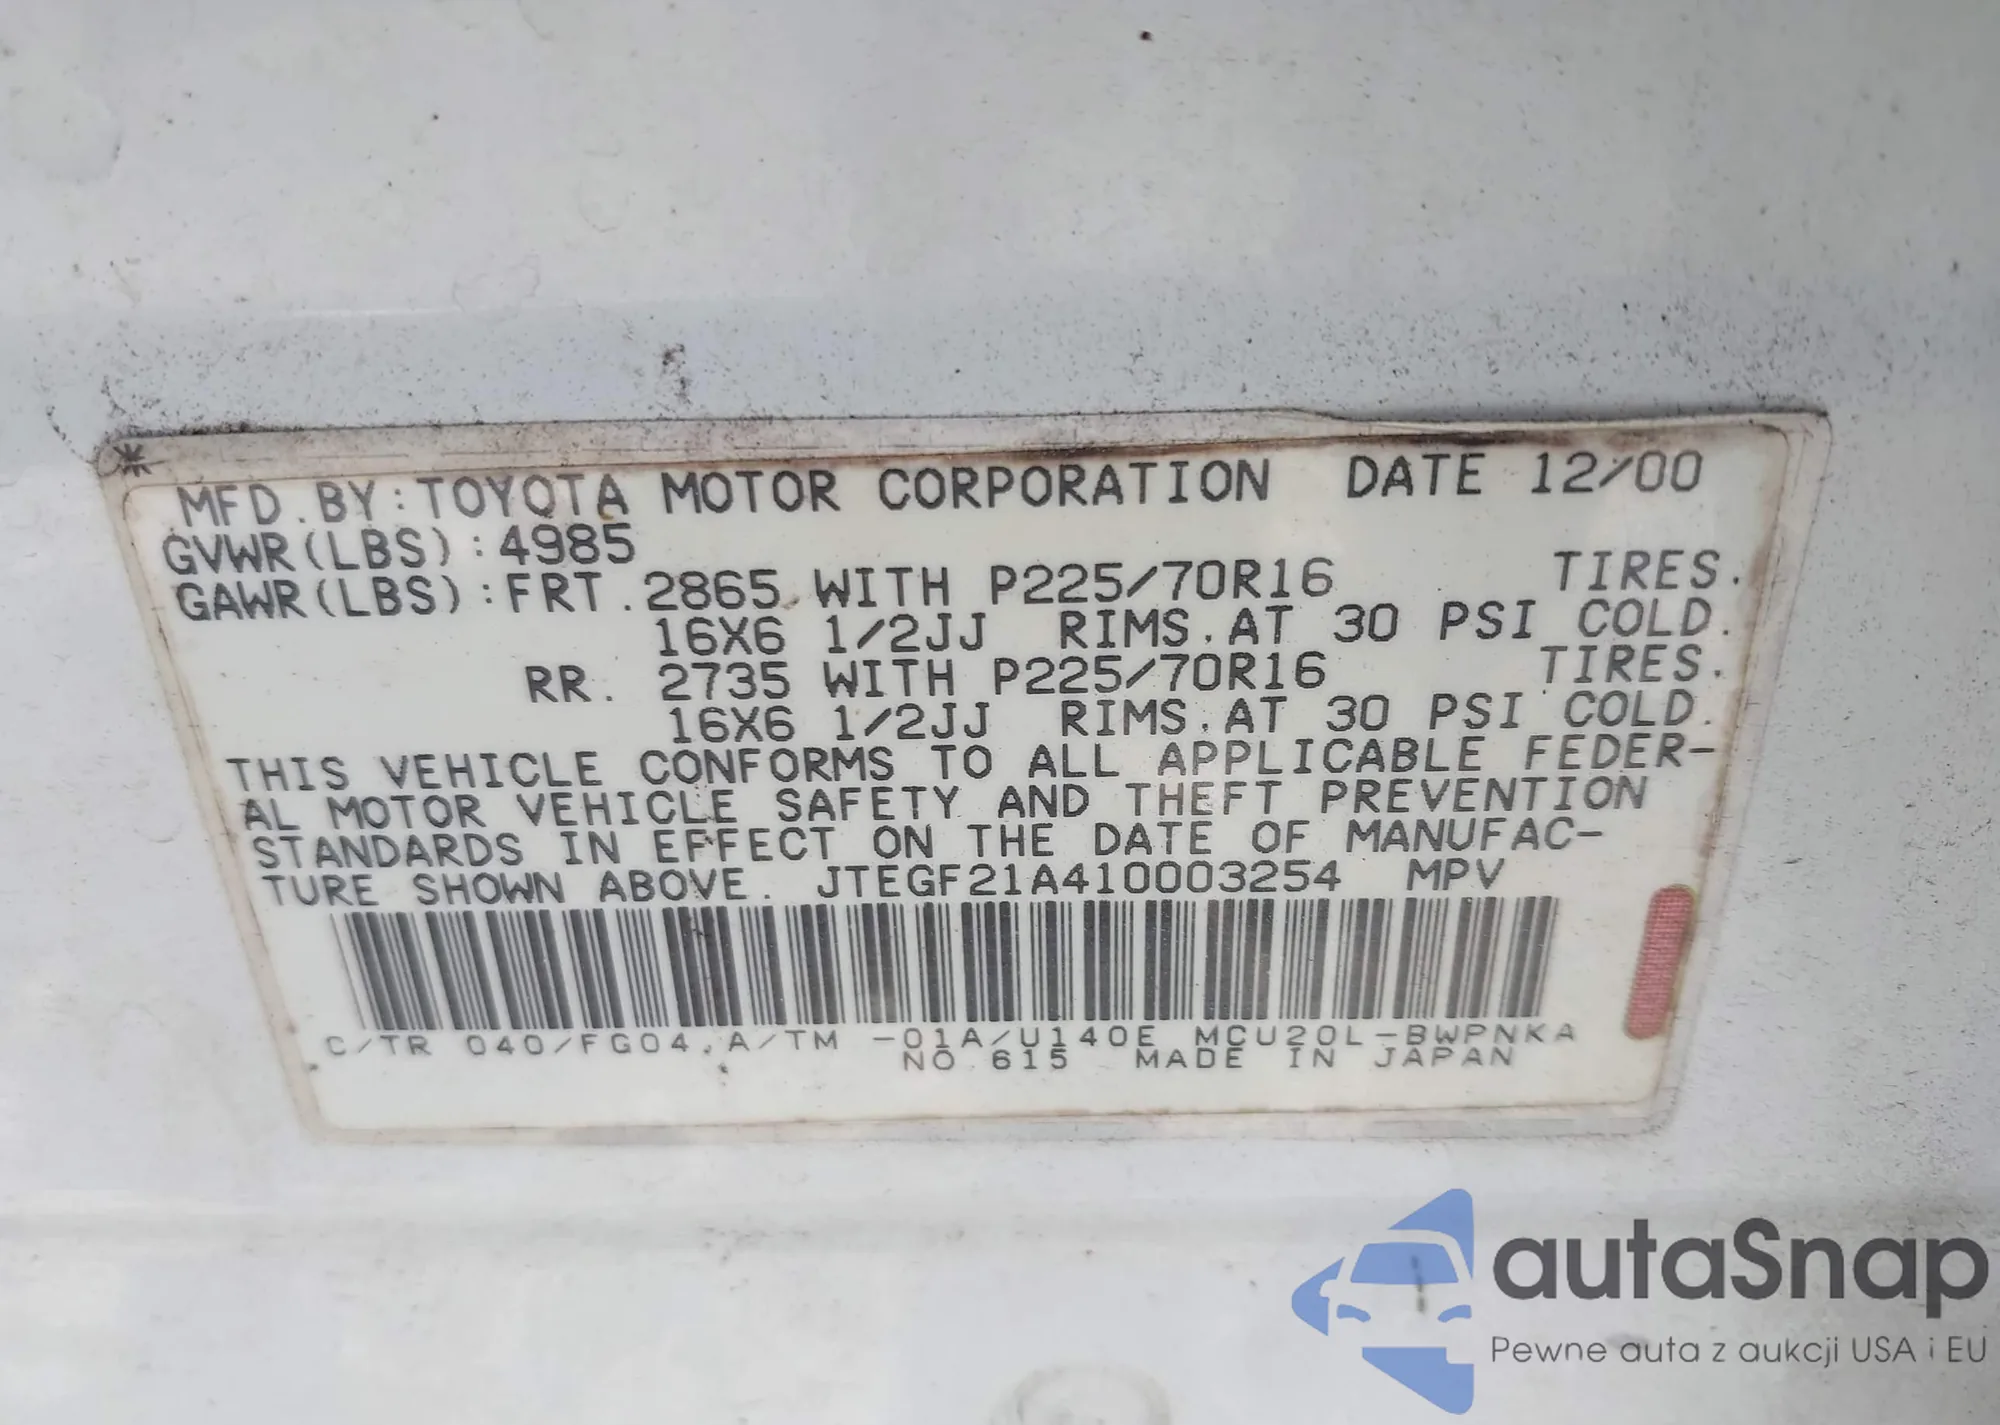 MFD.BY:TOYOTA MOTOR CORPORATION DATE 12/00
GVWR(LBS):4985
GAWR(LBS):FRT.2865 WITH P225/70R16 TIRES.
16X6 1/2JJ RIMS.AT 30 PSI COLD.
RR. 2735 WITH P225/70R16 TIRES.
16X6 1/2JJ RIMS.AT 30 PSI COLD.
THIS VEHICLE CONFORMS TO ALL APPLICABLE FEDER-
AL MOTOR VEHICLE SAFETY AND THEFT PREVENTION
STANDARDS IN EFFECT ON THE DATE OF MANUFAC-
TURE SHOWN ABOVE. JTEGF21A410003254 MPV
C/TR 040/FG04,A/TM -01A/U140E MCU20L-BWPNKA
NO.615 MADE IN JAPAN
autaSnap
Pewne auta z aukcji USA i EU